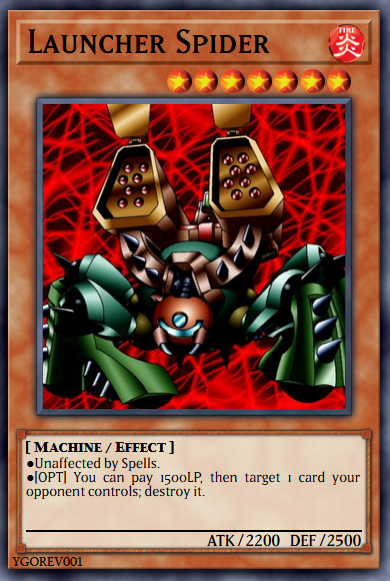 Launcher Spider
FIRE
炎
[ Machine / Effect ]
●Unaffected by Spells.
●[OPT] You can pay 1500LP, then target 1 card your
opponent controls; destroy it.
ATK / 2200 DEF / 2500
YGOREV001